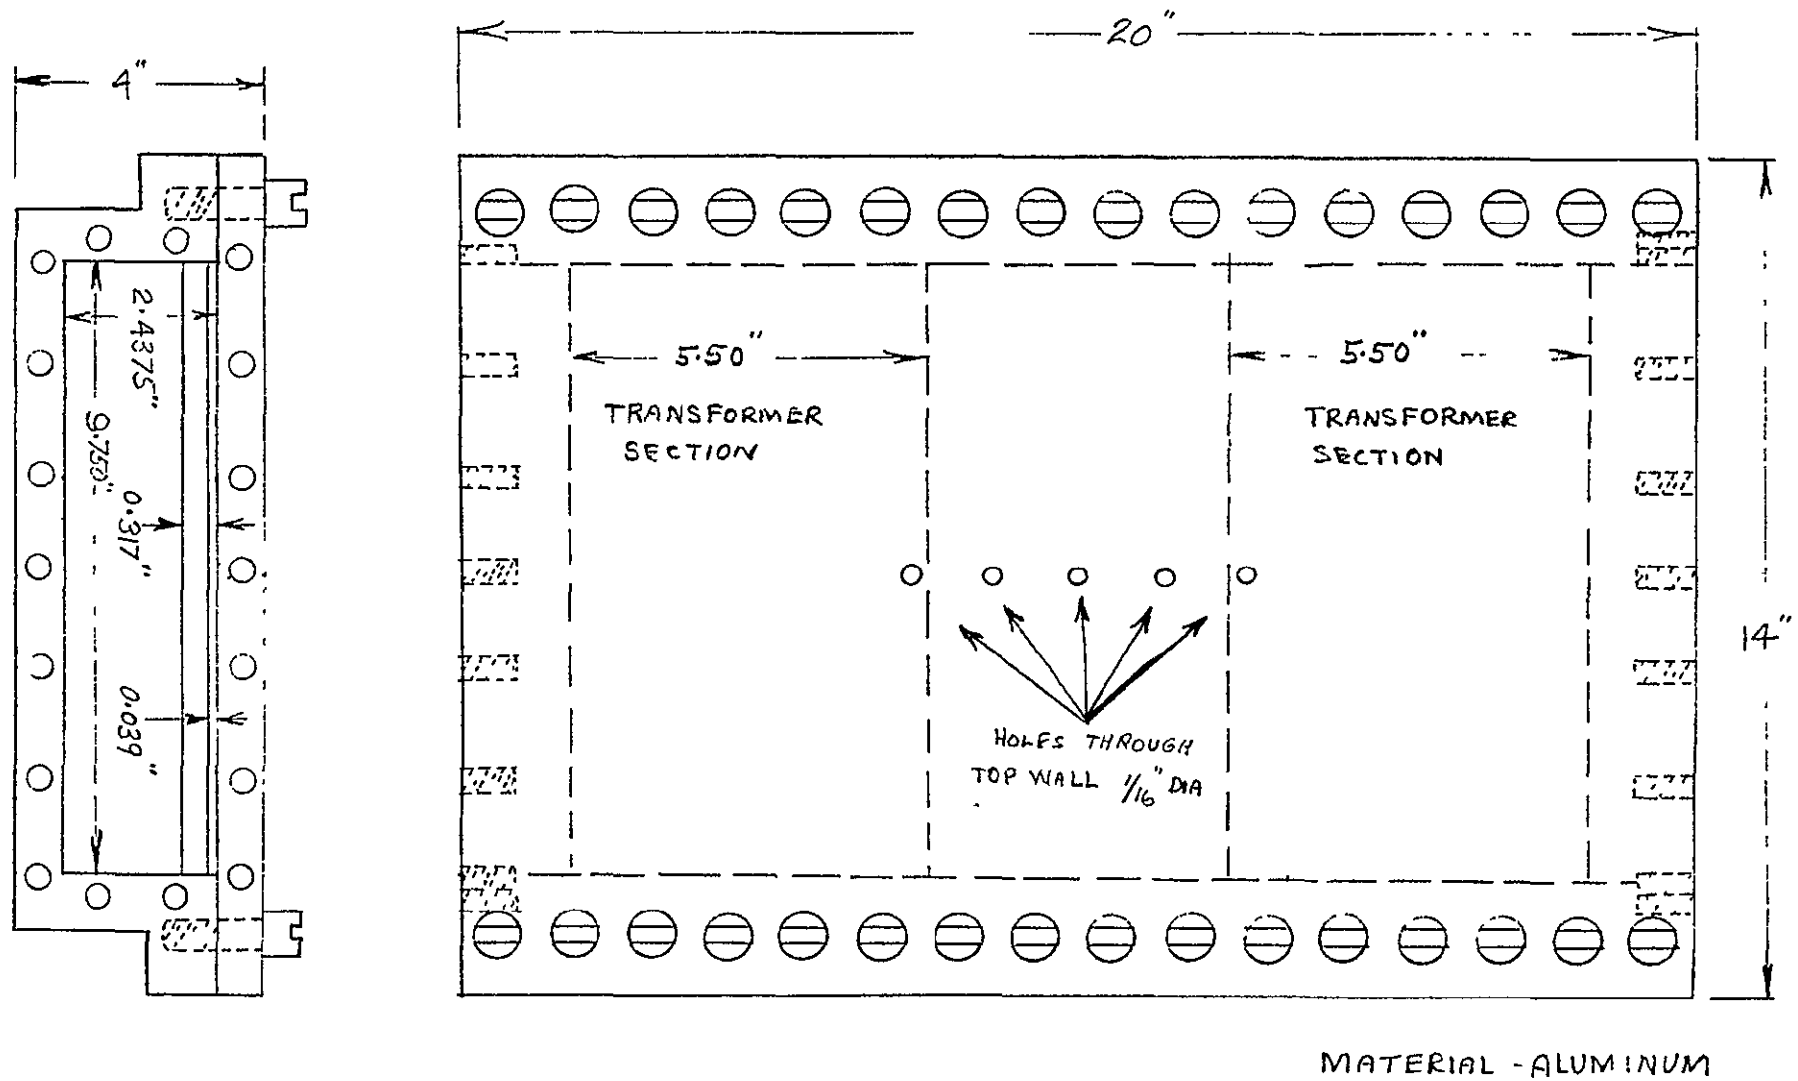 20"
4"
2.4375"
9.750"
0.317"
0.039"
5.50"
5.50"
TRANSFORMER
SECTION
TRANSFORMER
SECTION
14"
HOLES THROUGH
TOP WALL 1/16" DIA
MATERIAL - ALUMINUM